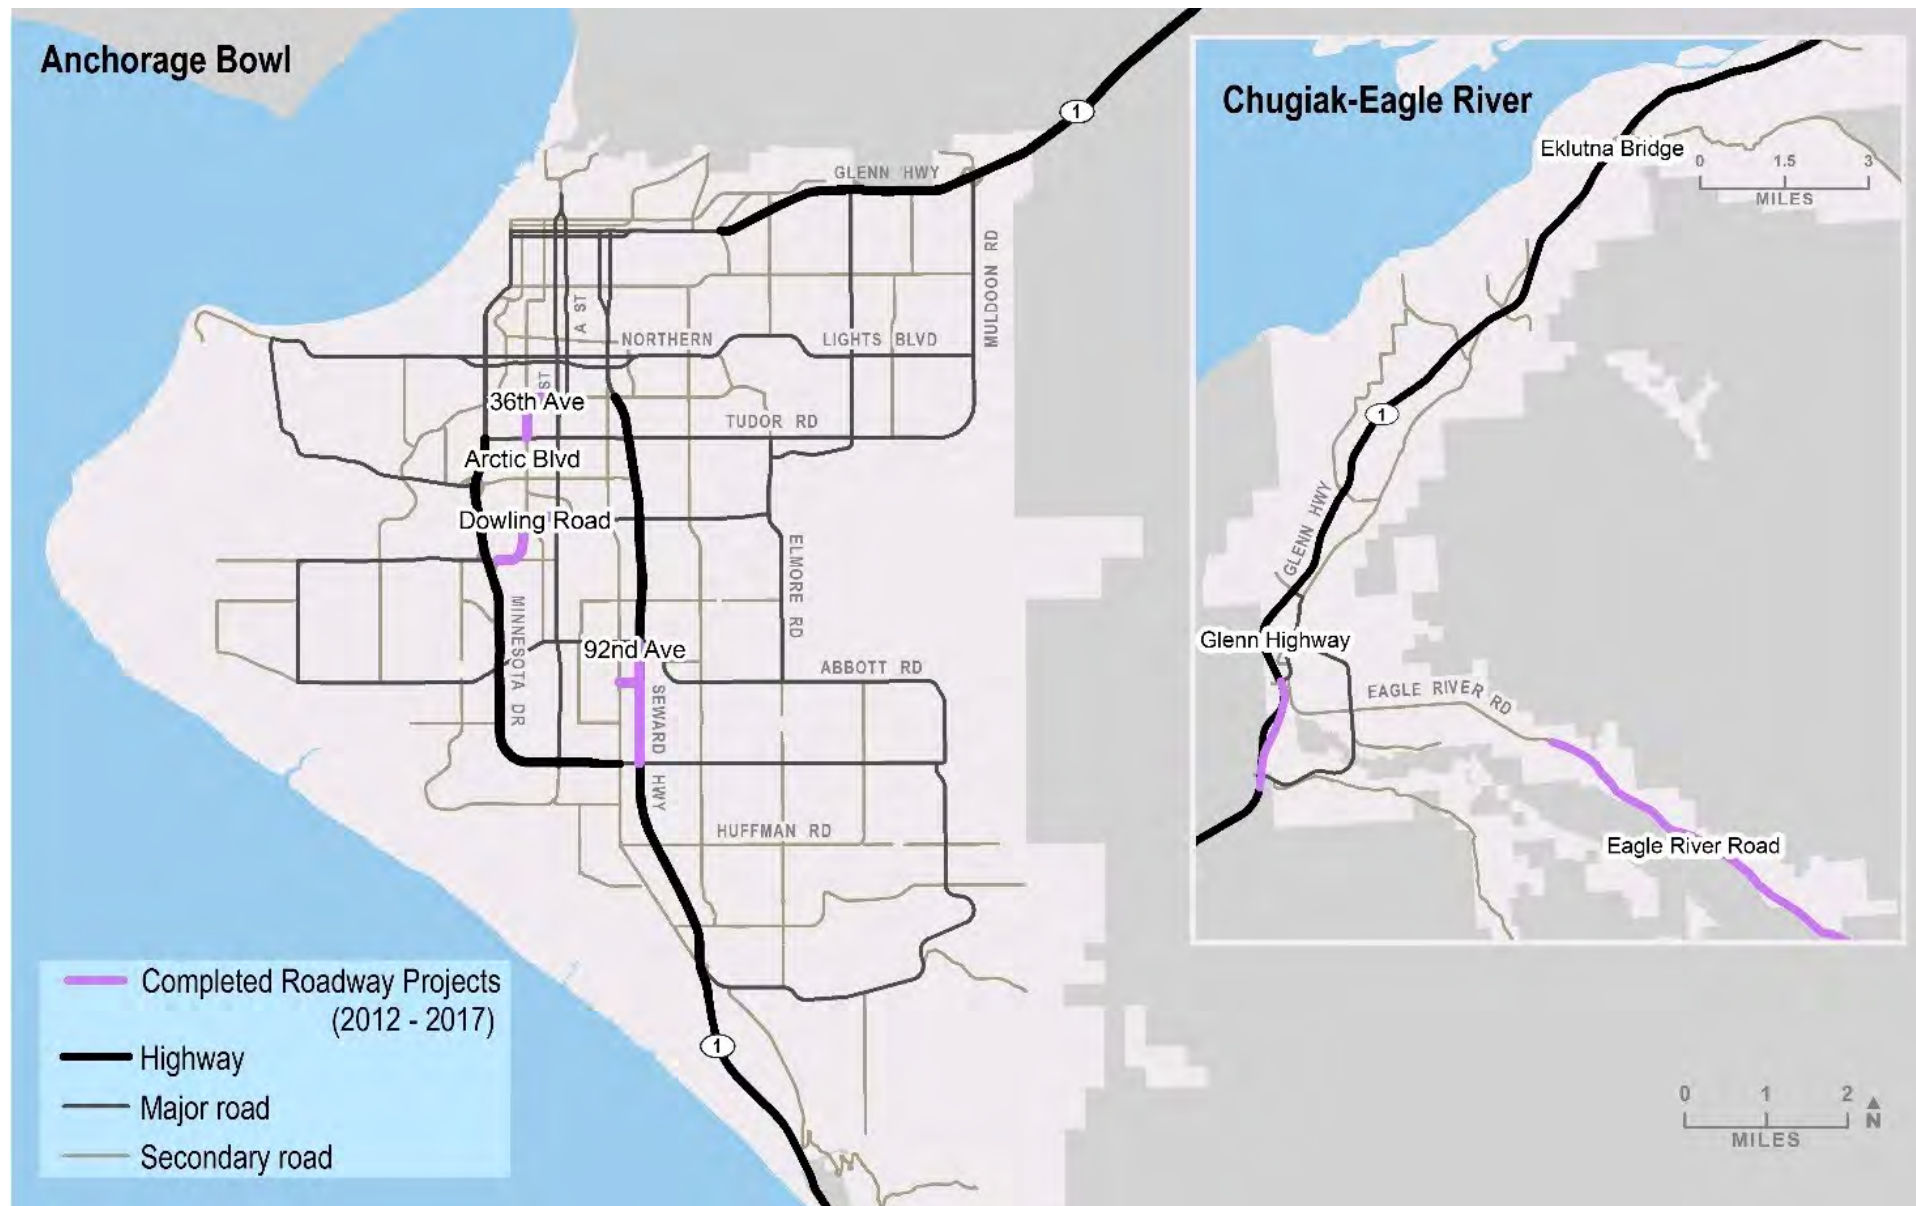 Anchorage Bowl
1
GLENN HWY
MULDOON RD
A ST
NORTHERN
LIGHTS BLVD
ST
36th Ave
TUDOR RD
Arctic Blvd
Dowling Road
ELMORE RD
MINNESOTA DR
92nd Ave
ABBOTT RD
SEWARD HWY
HUFFMAN RD
1
Completed Roadway Projects
(2012 - 2017)
Highway
Major road
Secondary road
Chugiak-Eagle River
Eklutna Bridge
0 1.5 3
MILES
1
GLENN HWY
Glenn Highway
EAGLE RIVER RD
Eagle River Road
0 1 2
MILES
N